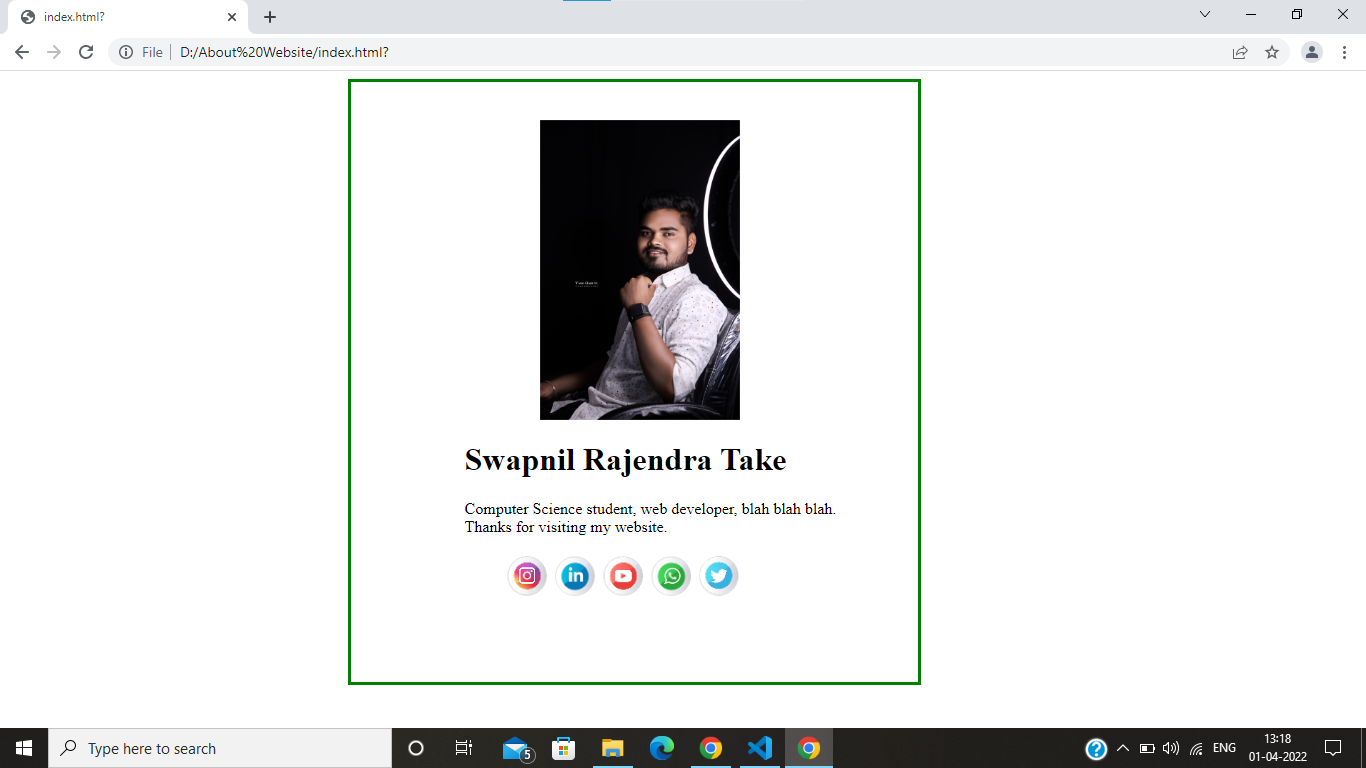 index.html?
File
D:/About%20Website/index.html?
Swapnil Rajendra Take
Computer Science student, web developer, blah blah blah.
Thanks for visiting my website.
in
Type here to search
5
ENG
13:18
01-04-2022